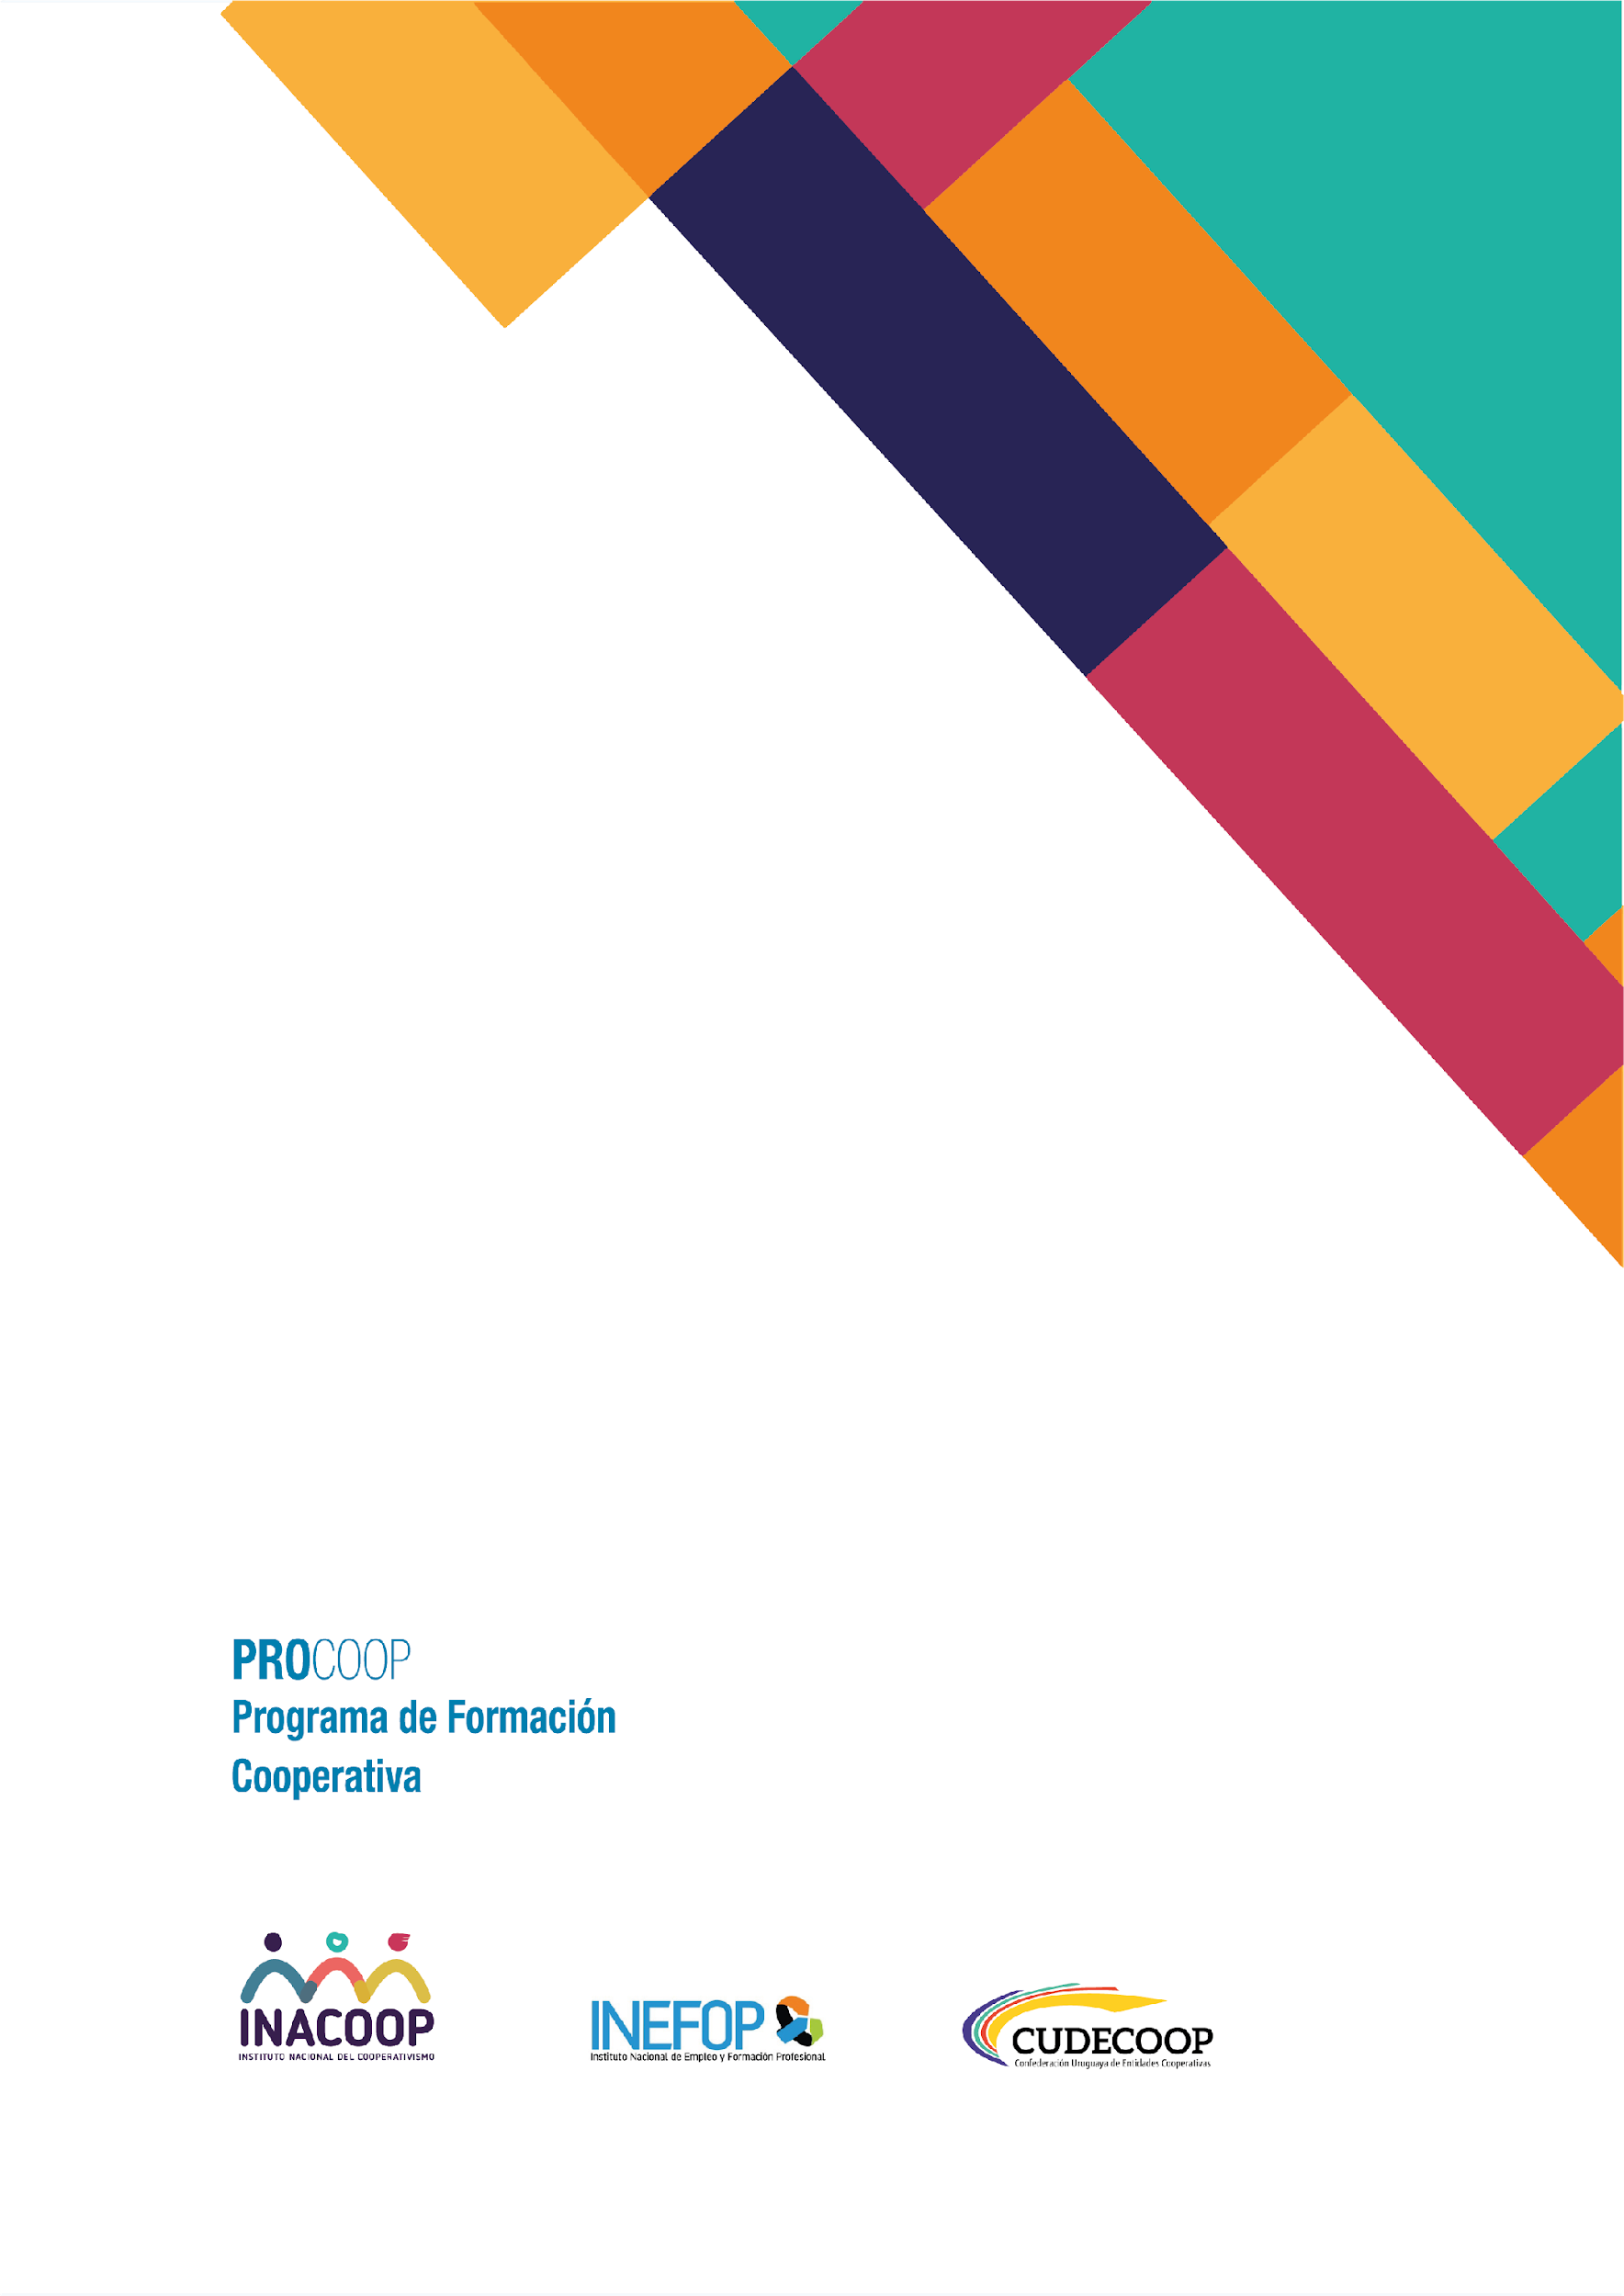 PROCOOP
Programa de Formación
Cooperativa
INACOOP
INSTITUTO NACIONAL DEL COOPERATIVISMO
INEFOP
Instituto Nacional de Empleo y Formación Profesional
CUDECOOP
Confederación Uruguaya de Entidades Cooperativas